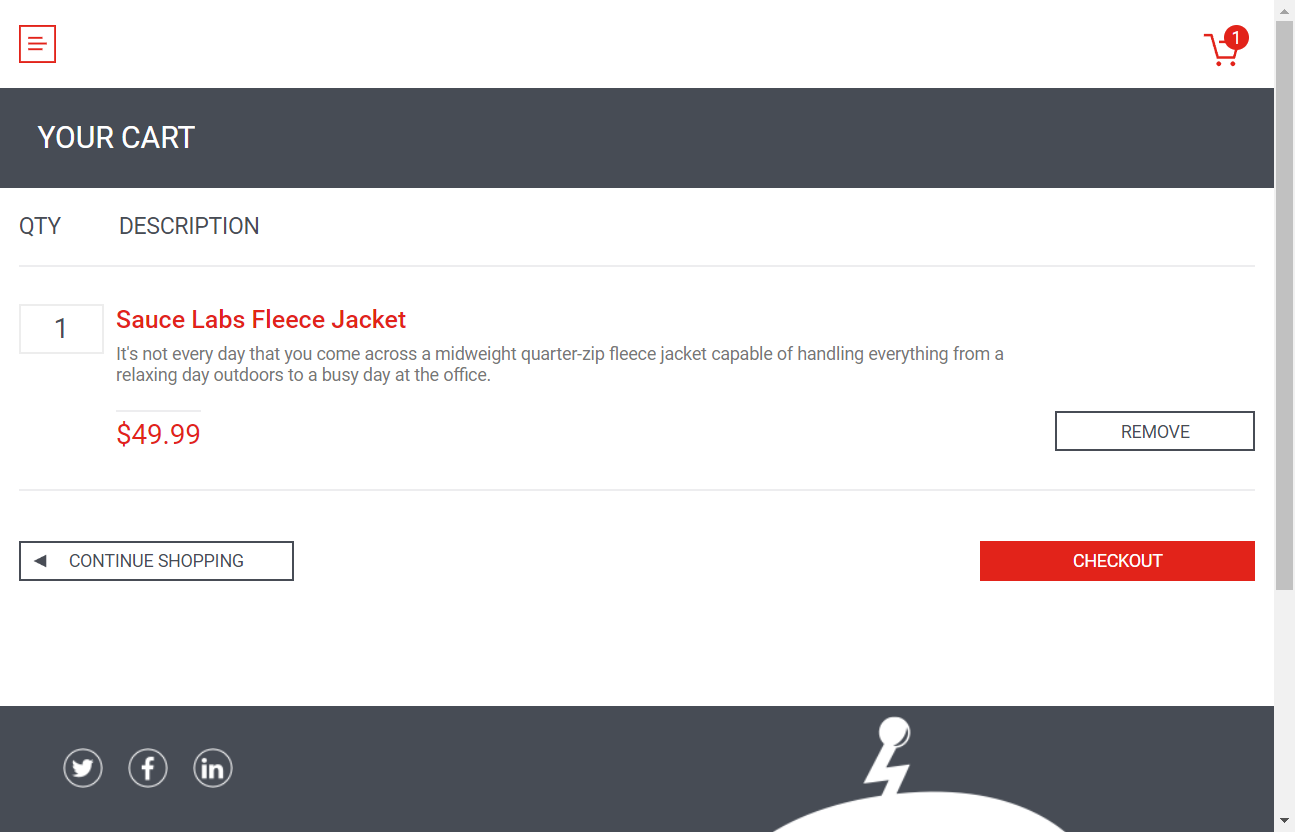 1
YOUR CART
QTY DESCRIPTION
1 Sauce Labs Fleece Jacket
It's not every day that you come across a midweight quarter-zip fleece jacket capable of handling everything from a
relaxing day outdoors to a busy day at the office.
$49.99
REMOVE
CONTINUE SHOPPING
CHECKOUT